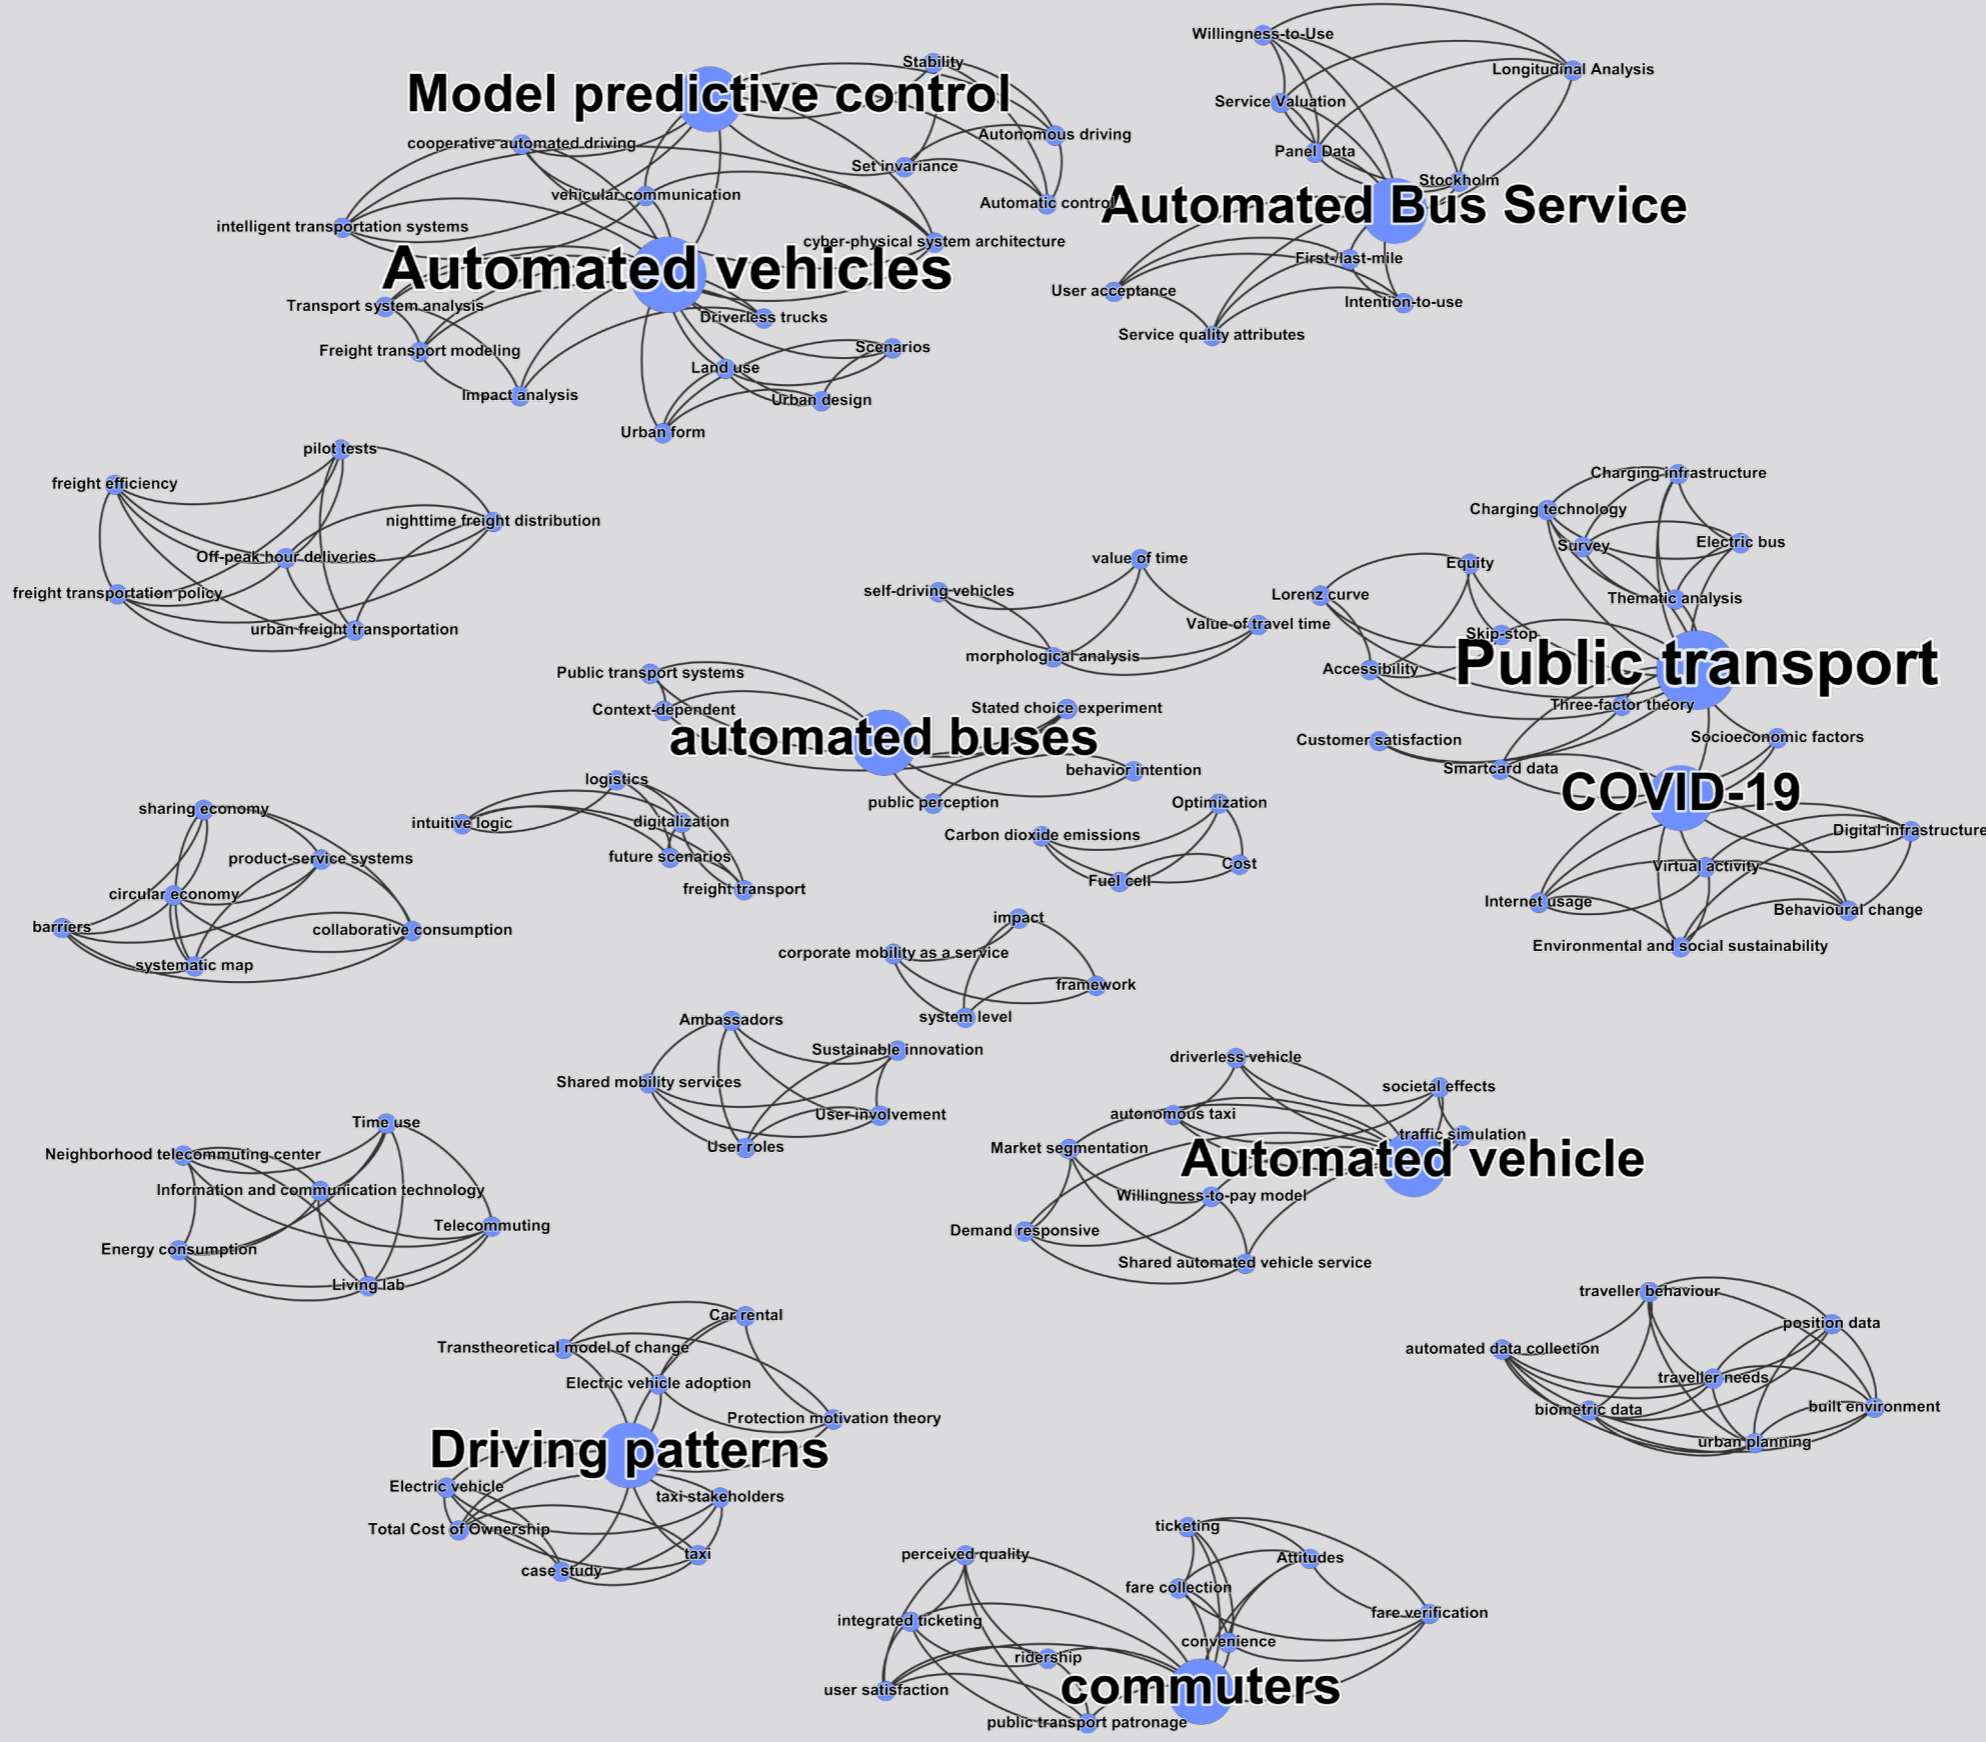 Willingness-to-Use
Stability
Longitudinal Analysis
Model predictive control
Service Valuation
Autonomous driving
cooperative automated driving
Panel Data
Set invariance
Stockholm
vehicular communication
Automatic control
Automated Bus Service
intelligent transportation systems
cyber-physical system architecture
First-/last-mile
Automated vehicles
User acceptance
Intention-to-use
Transport system analysis
Driverless trucks
Service quality attributes
Freight transport modeling
Scenarios
Land use
Impact analysis
Urban design
Urban form
pilot tests
Charging infrastructure
freight efficiency
Charging technology
nighttime freight distribution
Survey
Electric bus
Off-peak hour deliveries
value of time
Equity
self-driving vehicles
Lorenz curve
Thematic analysis
freight transportation policy
Value of travel time
urban freight transportation
Skip-stop
morphological analysis
Public transport
Accessibility
Public transport systems
Context-dependent
Stated choice experiment
Three-factor theory
automated buses
Customer satisfaction
Socioeconomic factors
behavior intention
Smartcard data
logistics
COVID-19
public perception
Optimization
sharing economy
intuitive logic
digitalization
Carbon dioxide emissions
Digital infrastructure
product-service systems
future scenarios
Cost
Virtual activity
circular economy
freight transport
Fuel cell
Internet usage
Behavioural change
barriers
collaborative consumption
impact
Environmental and social sustainability
systematic map
corporate mobility as a service
framework
system level
Ambassadors
Sustainable innovation
driverless vehicle
Shared mobility services
societal effects
User involvement
autonomous taxi
Time use
traffic simulation
User roles
Market segmentation
Neighborhood telecommuting center
Automated vehicle
Information and communication technology
Willingness-to-pay model
Telecommuting
Demand responsive
Energy consumption
Shared automated vehicle service
Living lab
traveller behaviour
Car rental
position data
Transtheoretical model of change
automated data collection
Electric vehicle adoption
traveller needs
Protection motivation theory
biometric data
built environment
Driving patterns
urban planning
Electric vehicle
taxi stakeholders
Total Cost of Ownership
ticketing
taxi
perceived quality
Attitudes
case study
fare collection
fare verification
integrated ticketing
convenience
ridership
user satisfaction
commuters
public transport patronage